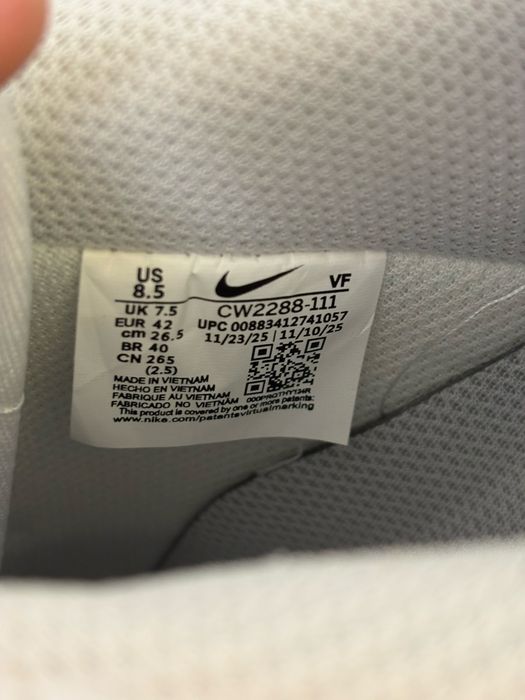 US
8.5
UK 7.5
EUR 42
cm 26.5
BR 40
CN 265
(2.5)
VF
CW2288-111
UPC 00883412741057
11/23/25 | 11/10/25
MADE IN VIETNAM
HECHO EN VIETNAM
FABRIQUE AU VIETNAM
FABRICADO NO VIETNÃM
This product is covered by one or more patents:
www.nike.com/patentsvirtualmarking